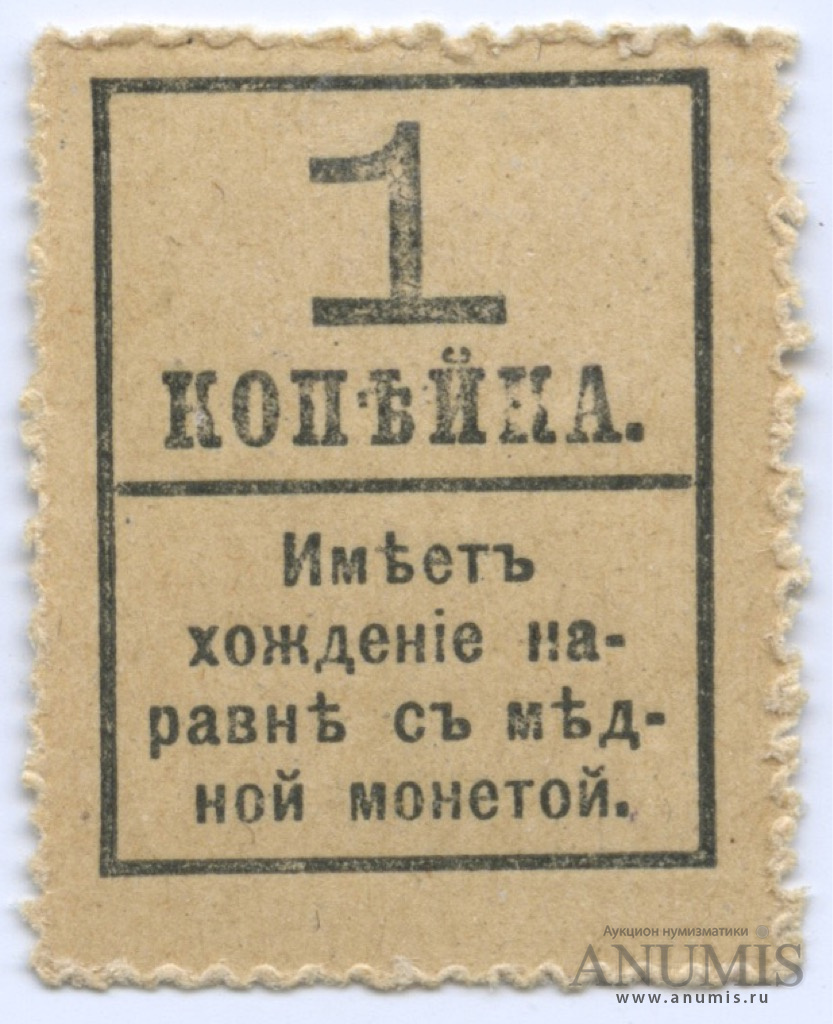 1
КОПѢЙКА.
Имѣетъ
хожденіе на-
равнѣ съ мѣд-
ной монетой.
Аукцион нумизматики
ANUMIS
www.anumis.ru